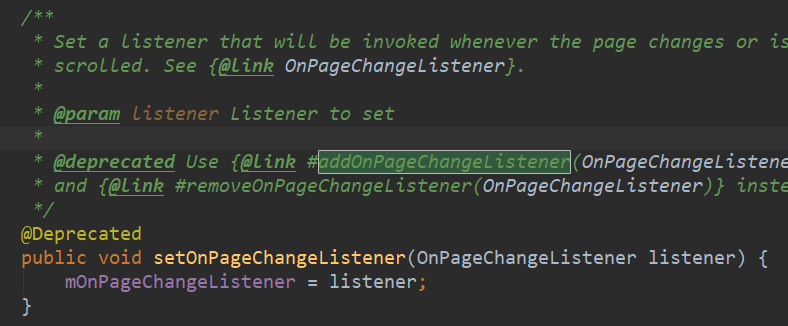 /**
* Set a listener that will be invoked whenever the page changes or is
* scrolled. See {@link OnPageChangeListener}.
*
* @param listener Listener to set
*
* @deprecated Use {@link #addOnPageChangeListener(OnPageChangeListene
* and {@link #removeOnPageChangeListener(OnPageChangeListener)} inste
*/
@Deprecated
public void setOnPageChangeListener(OnPageChangeListener listener) {
mOnPageChangeListener = listener;
}